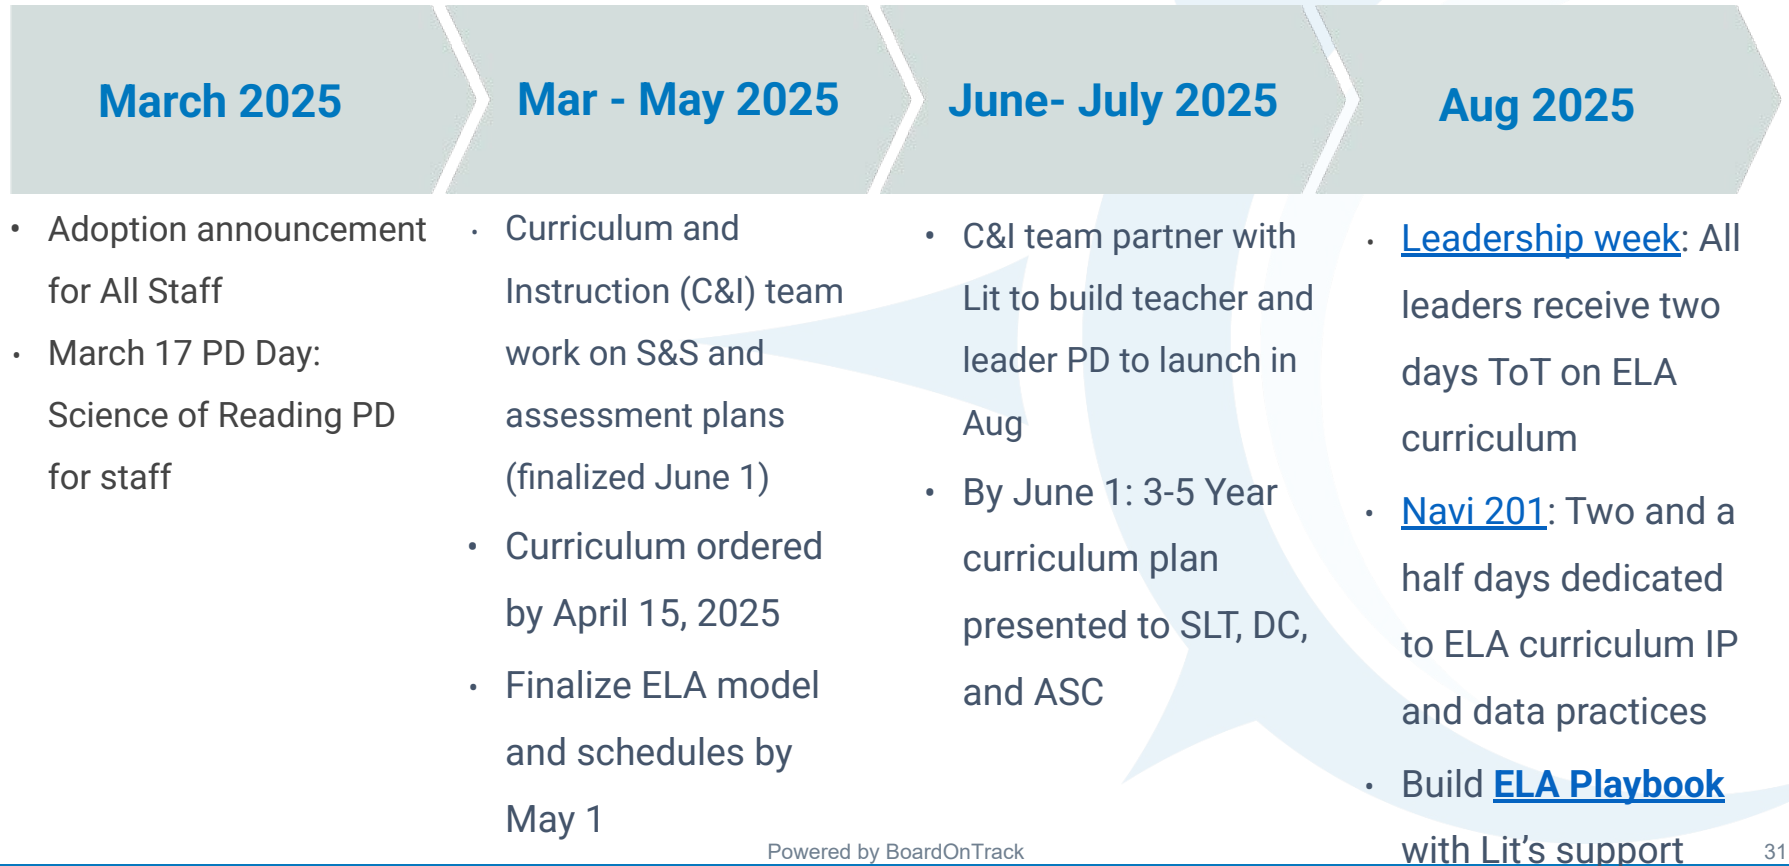 March 2025
Mar - May 2025
June- July 2025
Aug 2025
• Adoption announcement
for All Staff
• March 17 PD Day:
Science of Reading PD
for staff
• Curriculum and
Instruction (C&I) team
work on S&S and
assessment plans
(finalized June 1)
• Curriculum ordered
by April 15, 2025
• Finalize ELA model
and schedules by
May 1
• C&I team partner with
Lit to build teacher and
leader PD to launch in
Aug
• By June 1: 3-5 Year
curriculum plan
presented to SLT, DC,
and ASC
• Leadership week: All
leaders receive two
days ToT on ELA
curriculum
• Navi 201: Two and a
half days dedicated
to ELA curriculum IP
and data practices
• Build ELA Playbook
with Lit's support
Powered by BoardOnTrack
31